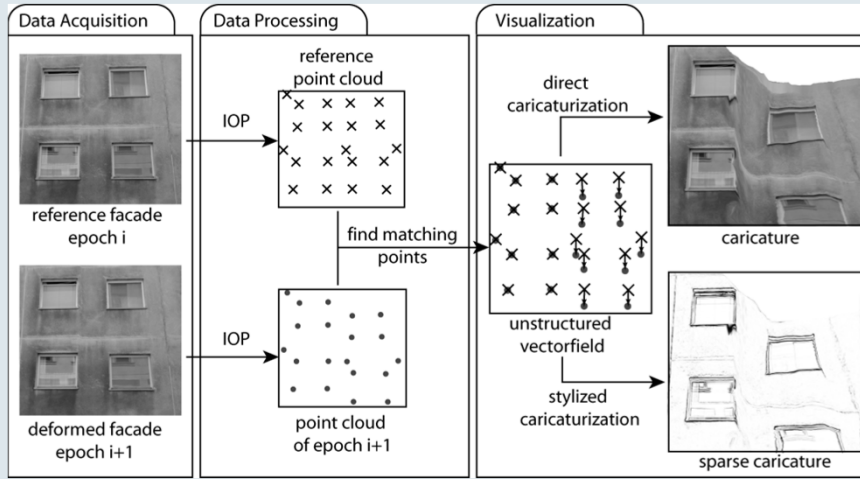 Data Acquisition
reference facade
epoch i
deformed facade
epoch i+1
Data Processing
IOP
reference
point cloud
find matching
points
IOP
point cloud
of epoch i+1
Visualization
direct
caricaturization
unstructured
vectorfield
stylized
caricaturization
caricature
sparse caricature